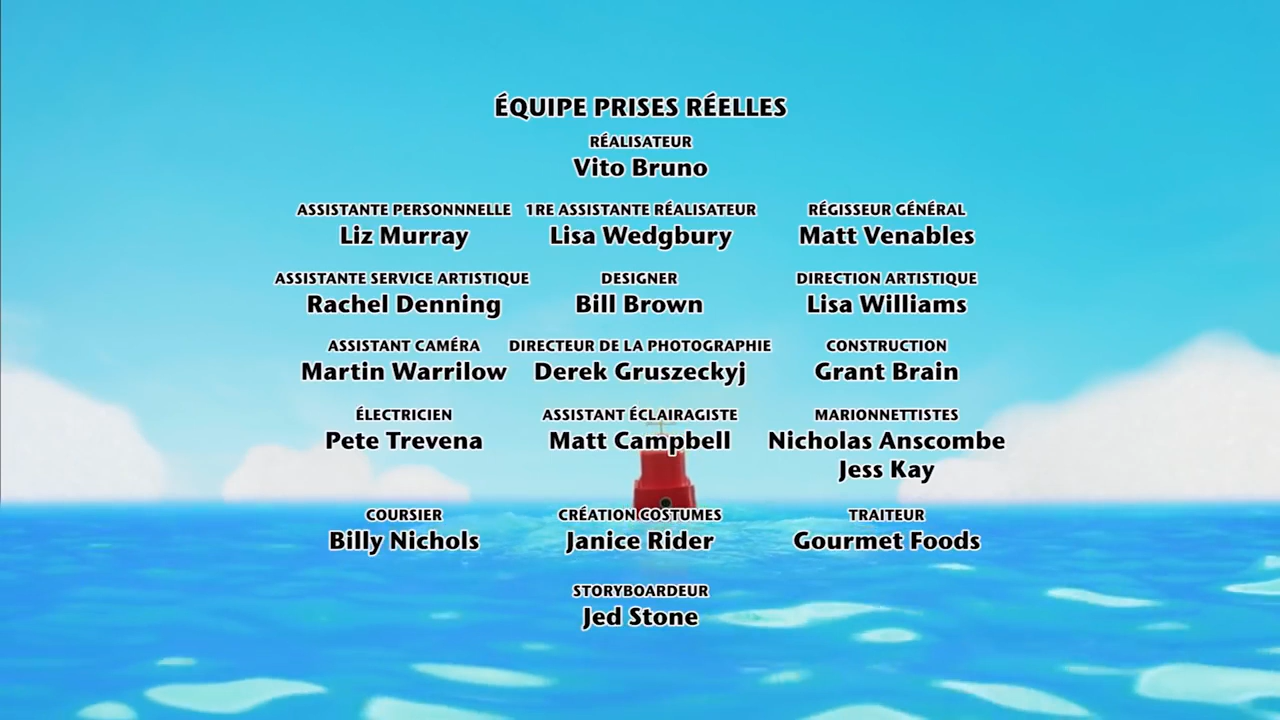 ÉQUIPE PRISES RÉELLES
RÉALISATEUR
Vito Bruno
ASSISTANTE PERSONNNELLE 1RE ASSISTANTE RÉALISATEUR RÉGISSEUR GÉNÉRAL
Liz Murray Lisa Wedgbury Matt Venables
ASSISTANTE SERVICE ARTISTIQUE DESIGNER DIRECTION ARTISTIQUE
Rachel Denning Bill Brown Lisa Williams
ASSISTANT CAMÉRA DIRECTEUR DE LA PHOTOGRAPHIE CONSTRUCTION
Martin Warrilow Derek Gruszeckyj Grant Brain
ÉLECTRICIEN ASSISTANT ÉCLAIRAGISTE MARIONNETTISTES
Pete Trevena Matt Campbell Nicholas Anscombe
Jess Kay
COURSIER CRÉATION COSTUMES TRAITEUR
Billy Nichols Janice Rider Gourmet Foods
STORYBOARDEUR
Jed Stone